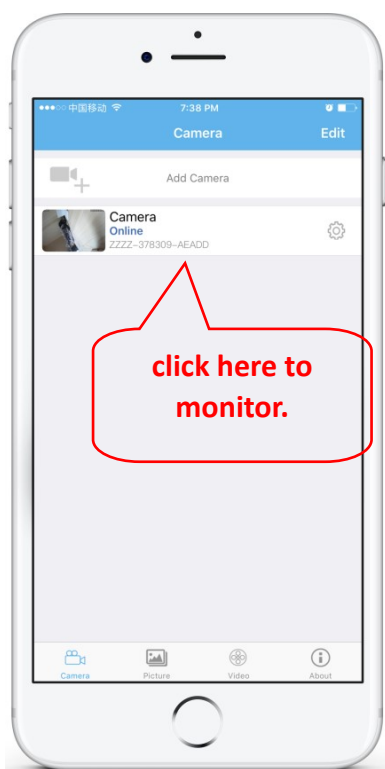 中国移动 7:38 PM
Camera Edit
Add Camera
Camera
Online
ZZZZ-378309-AEADD
click here to
monitor.
Camera Picture Video About